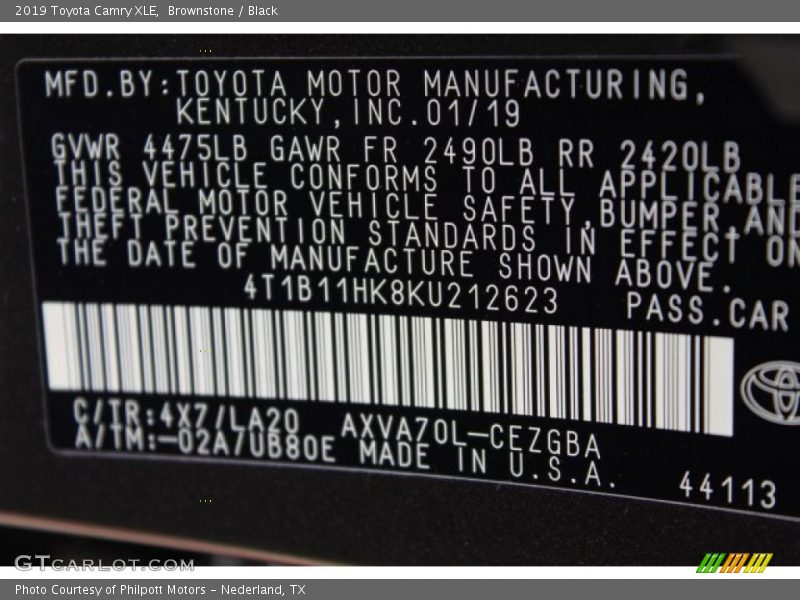 2019 Toyota Camry XLE,  Brownstone / Black
MFD.BY:TOYOTA MOTOR MANUFACTURING,
KENTUCKY,INC.01/19
GVWR 4475LB GAWR FR 2490LB RR 2420LB
THIS VEHICLE CONFORMS TO ALL APPLICABLE
FEDERAL MOTOR VEHICLE SAFETY,BUMPER,AND
THEFT PREVENTION STANDARDS IN EFFECT ON
THE DATE OF MANUFACTURE SHOWN ABOVE.
4T1B11HK8KU212623 PASS.CAR
C/TR:4X7/LA20 AXVA70L-CEZGBA
A/TM:-02A/UB80E MADE IN U.S.A.
44113
GTCARLOT.COM
Photo Courtesy of Philpott Motors - Nederland, TX